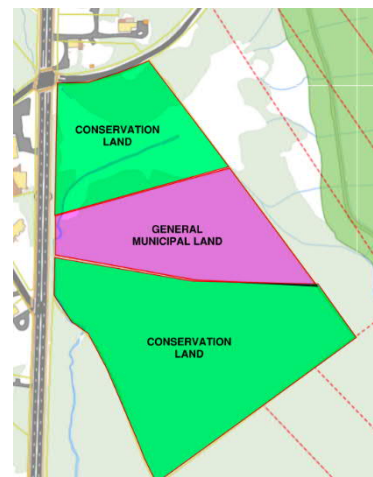 CONSERVATION
LAND
GENERAL
MUNICIPAL LAND
CONSERVATION
LAND